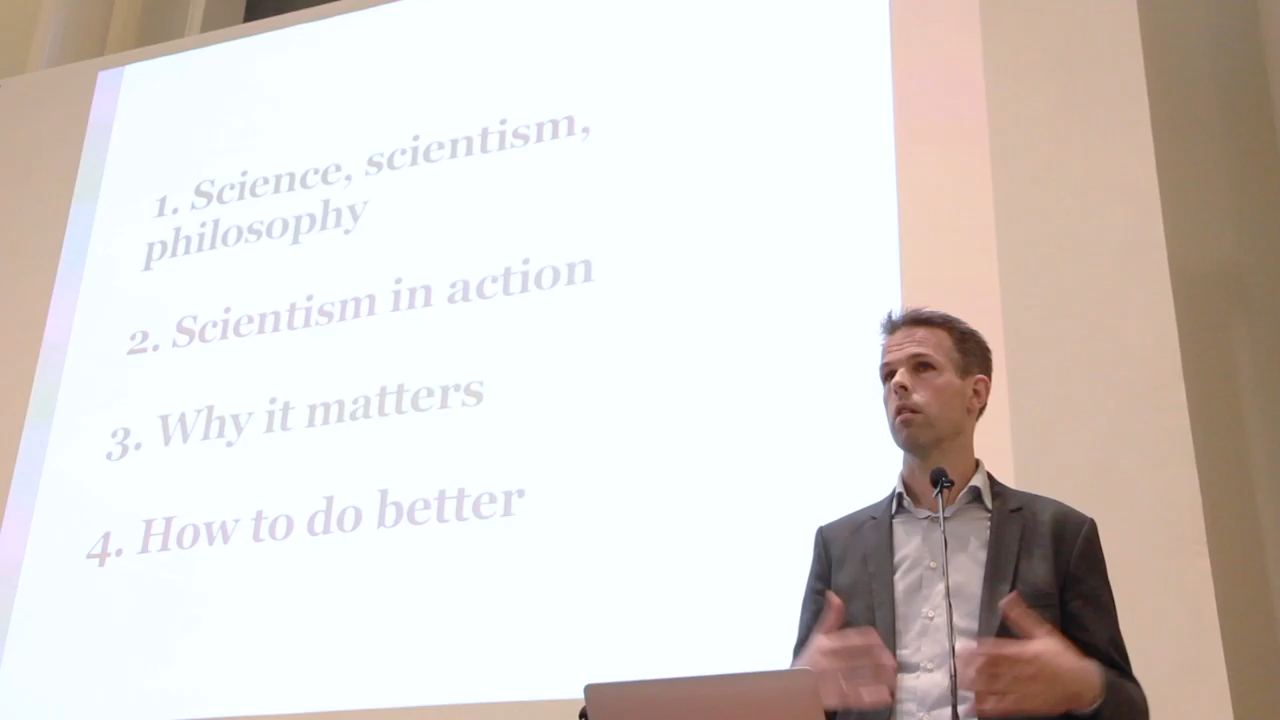 1. Science, scientism,
philosophy
2. Scientism in action
3. Why it matters
4. How to do better